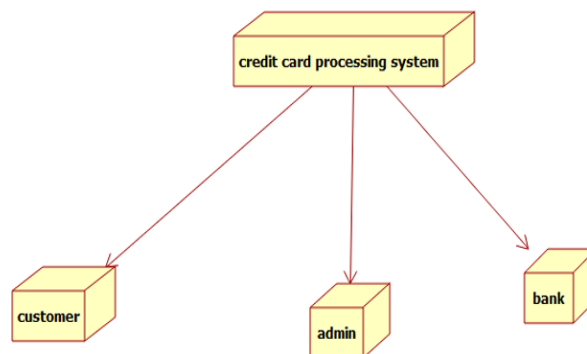 credit card processing system
customer
admin
bank